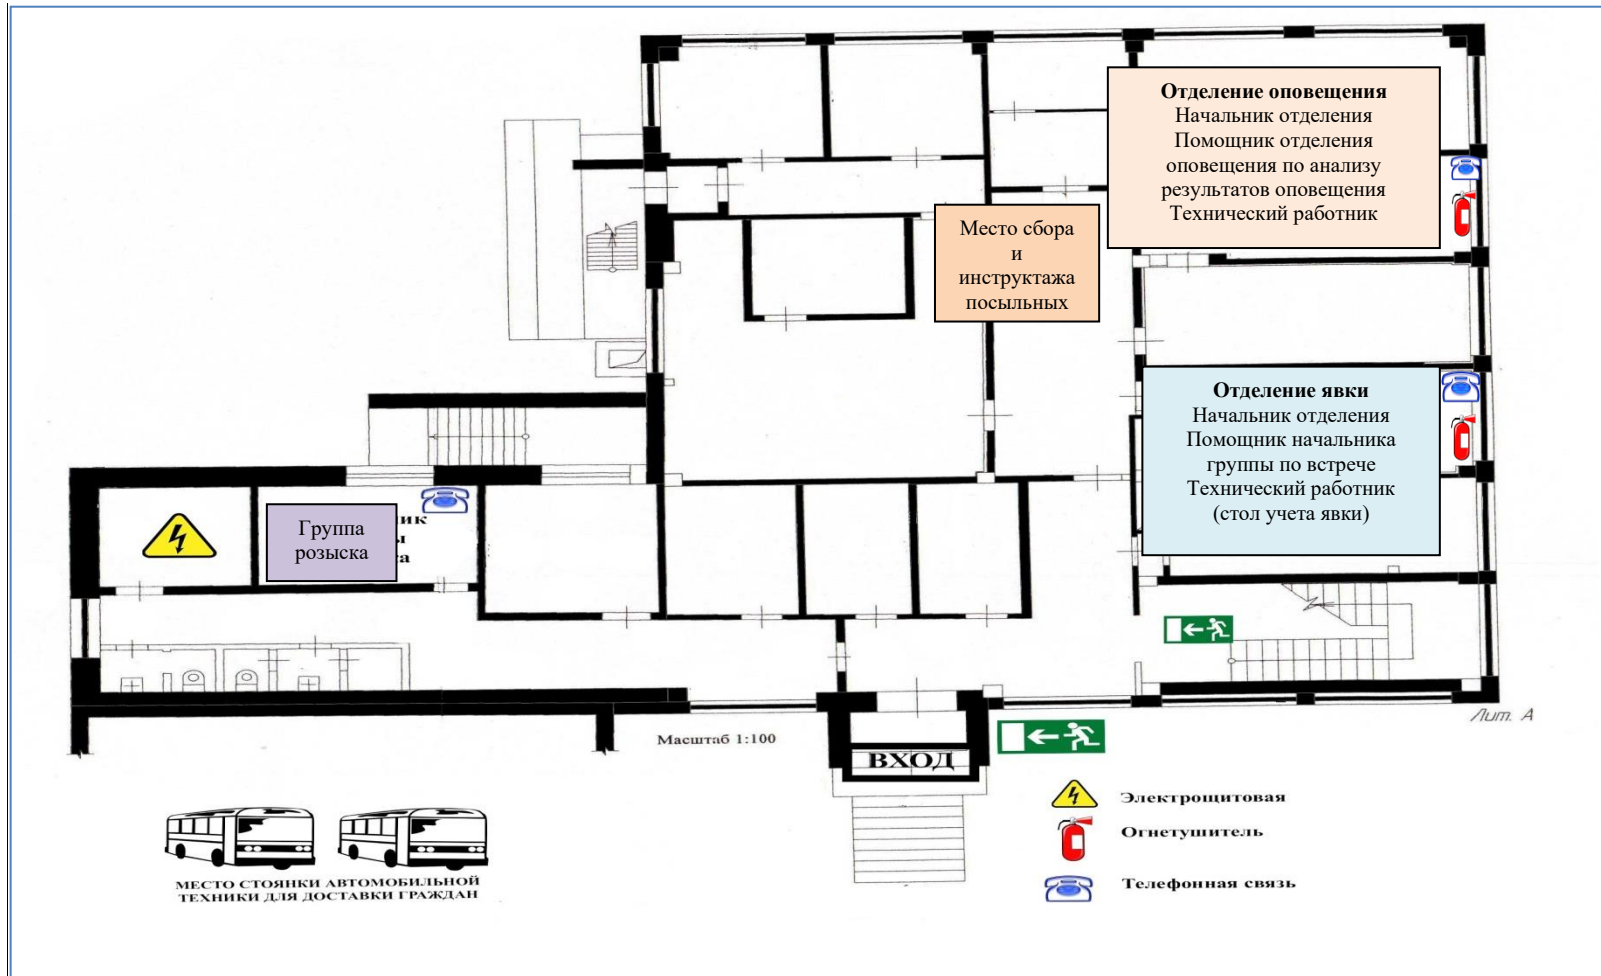 Отделение оповещения
Начальник отделения
Помощник отделения
оповещения по анализу
результатов оповещения
Технический работник
Место сбора
и
инструктажа
посыльных
Отделение явки
Начальник отделения
Помощник начальника
группы по встрече
Технический работник
(стол учета явки)
Группа
розыска
Лит. А
Масштаб 1:100
ВХОД
Электрощитовая
Огнетушитель
Телефонная связь
МЕСТО СТОЯНКИ АВТОМОБИЛЬНОЙ
ТЕХНИКИ ДЛЯ ДОСТАВКИ ГРАЖДАН